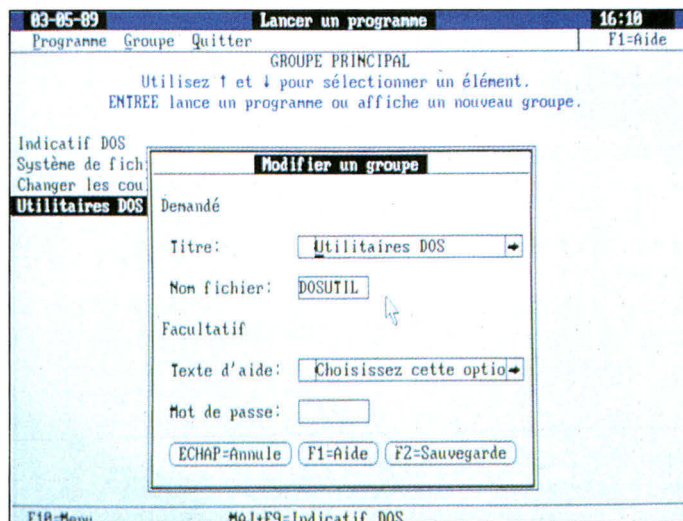 03-05-89 Lancer un programme 16:10
Programme Groupe Quitter F1=Aide
GROUPE PRINCIPAL
Utilisez ↑ et ↓ pour sélectionner un élément.
ENTREE lance un programme ou affiche un nouveau groupe.
Indicatif DOS
Système de fich
Changer les cou
Utilitaires DOS
Modifier un groupe
Demandé
Titre: Utilitaires DOS →
Nom fichier: DOSUTIL
Facultatif
Texte d'aide: Choisissez cette optio →
Mot de passe:
ECHAP=Annule F1=Aide F2=Sauvegarde
F10=Menu MAJ+F9=Indicatif DOS